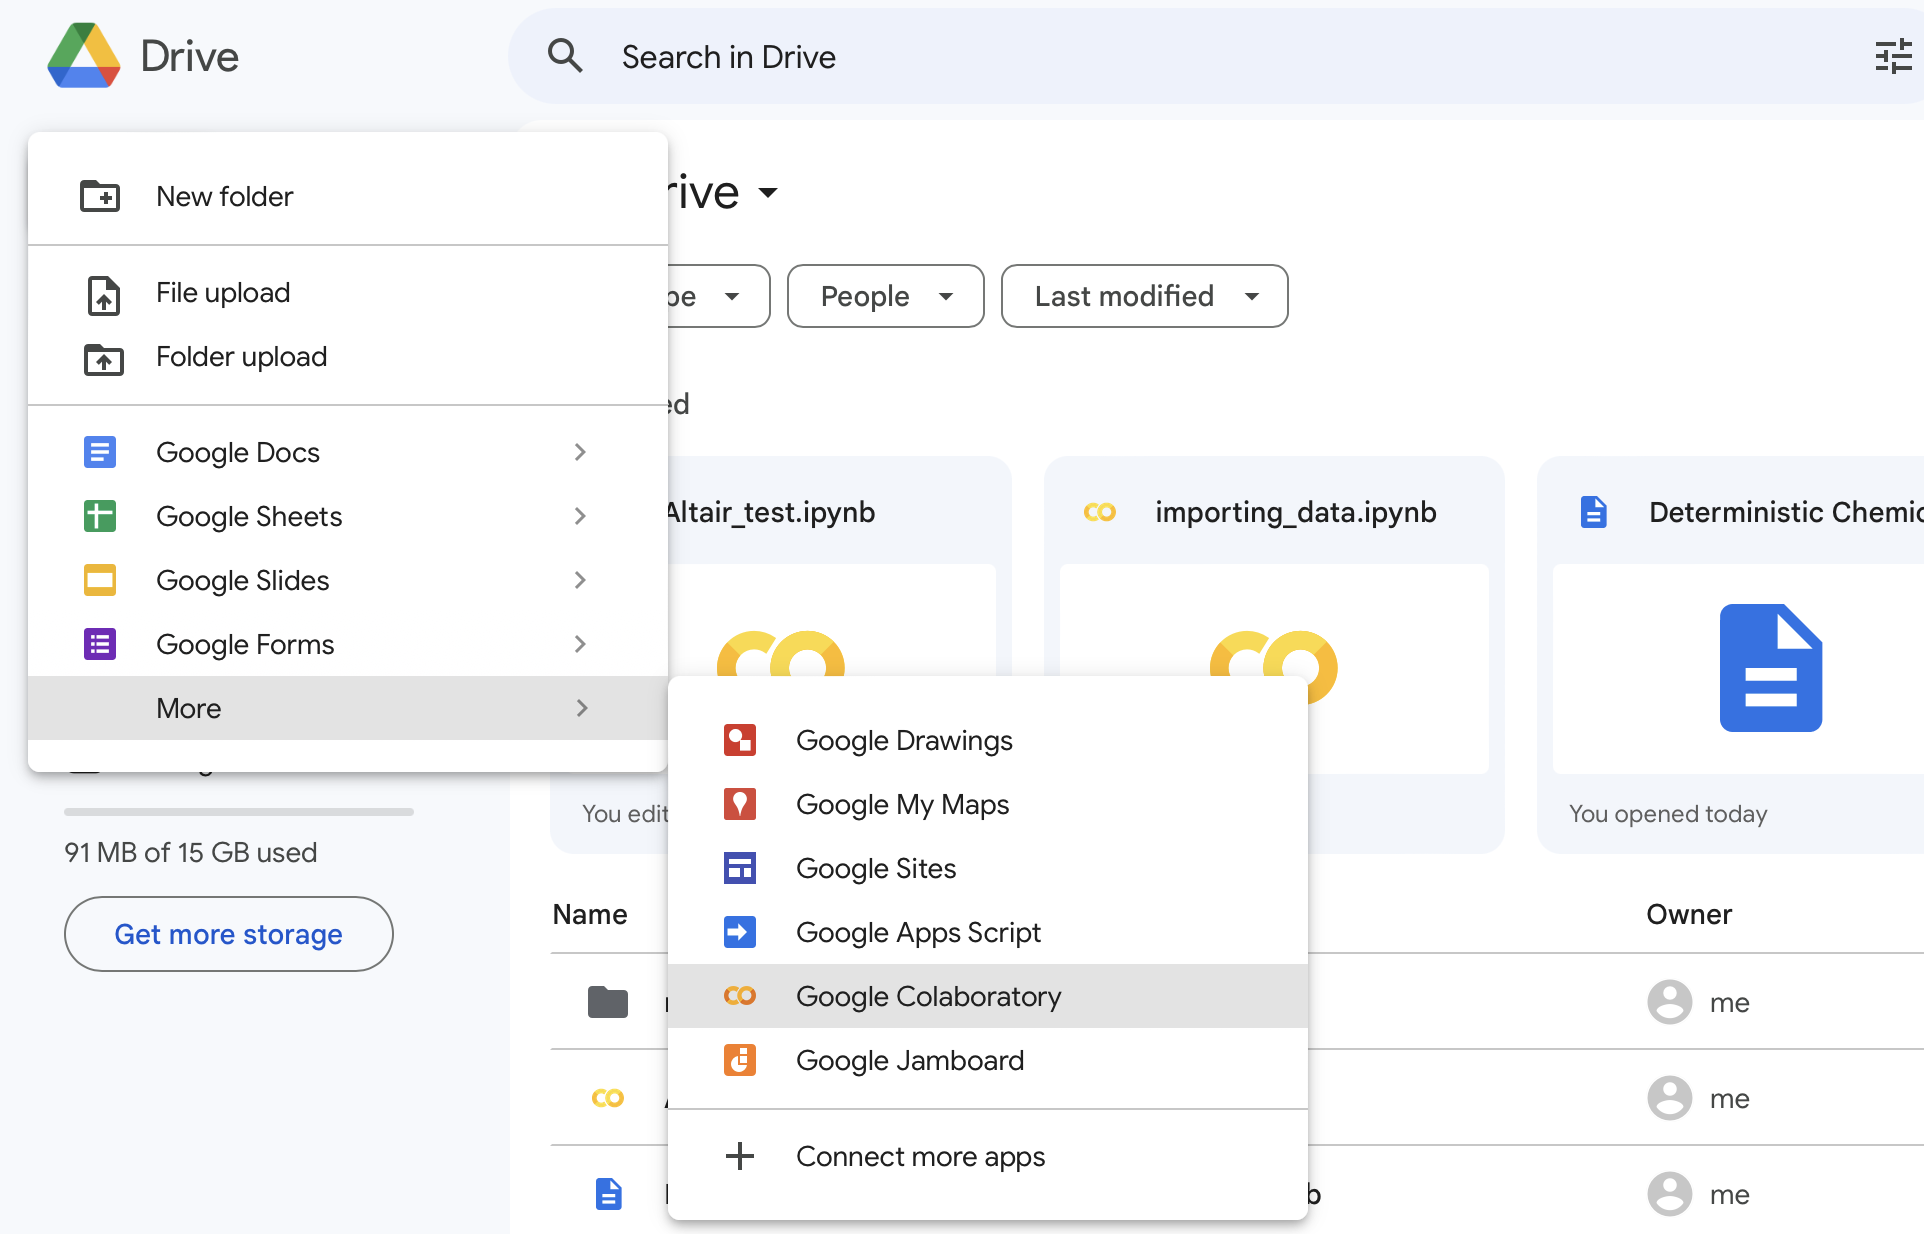 Drive
Search in Drive
New folder
File upload
Folder upload
Google Docs
Google Sheets
Google Slides
Google Forms
More
91 MB of 15 GB used
Get more storage
rive
pe
People
Last modified
ed
Altair_test.ipynb
importing_data.ipynb
Deterministic Chemic
You edit
You opened today
Google Drawings
Google My Maps
Google Sites
Google Apps Script
Google Colaboratory
Google Jamboard
Connect more apps
Name
Owner
me
me
b
me